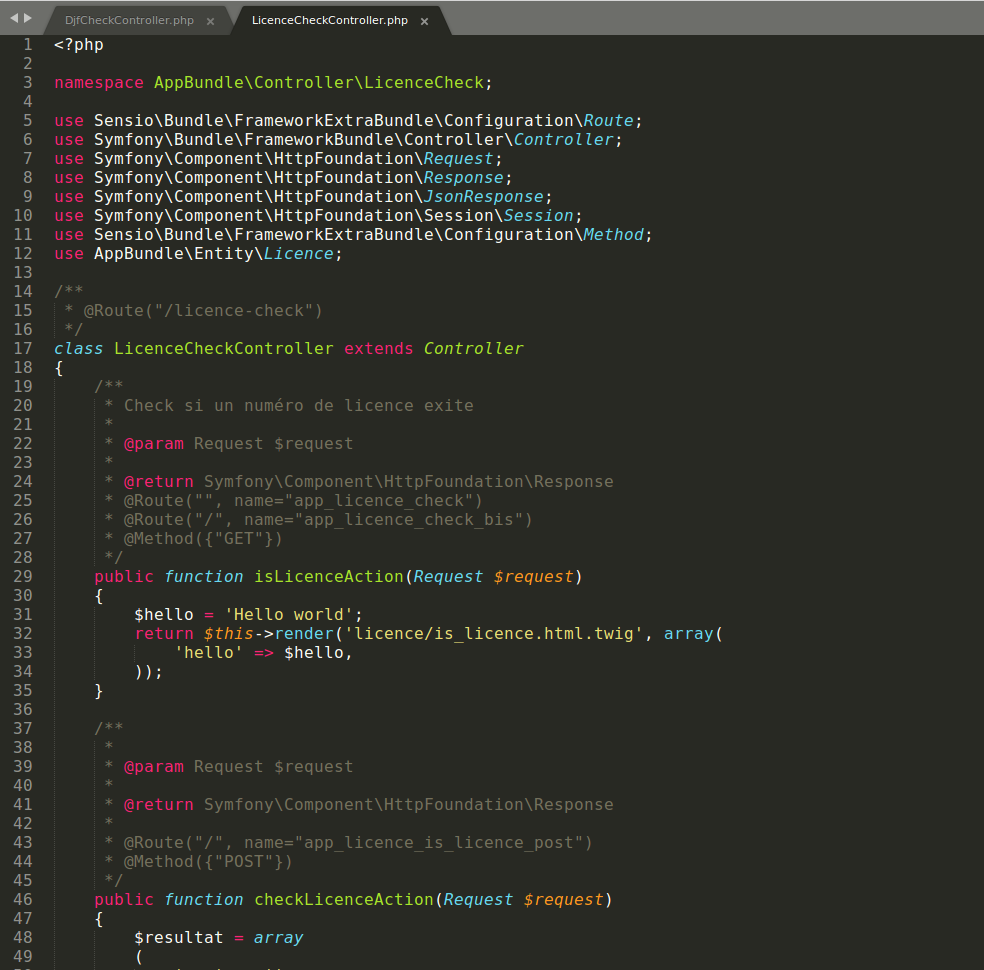 DjfCheckController.php × LicenceCheckController.php ×
1 <?php
2
3 namespace AppBundle\Controller\LicenceCheck;
4
5 use Sensio\Bundle\FrameworkExtraBundle\Configuration\Route;
6 use Symfony\Bundle\FrameworkBundle\Controller\Controller;
7 use Symfony\Component\HttpFoundation\Request;
8 use Symfony\Component\HttpFoundation\Response;
9 use Symfony\Component\HttpFoundation\JsonResponse;
10 use Symfony\Component\HttpFoundation\Session\Session;
11 use Sensio\Bundle\FrameworkExtraBundle\Configuration\Method;
12 use AppBundle\Entity\Licence;
13
14 /**
15  * @Route("/licence-check")
16  */
17 class LicenceCheckController extends Controller
18 {
19     /**
20      * Check si un numéro de licence exite
21      *
22      * @param Request $request
23      *
24      * @return Symfony\Component\HttpFoundation\Response
25      * @Route("", name="app_licence_check")
26      * @Route("/", name="app_licence_check_bis")
27      * @Method({"GET"})
28      */
29     public function isLicenceAction(Request $request)
30     {
31         $hello = 'Hello world';
32         return $this->render('licence/is_licence.html.twig', array(
33             'hello' => $hello,
34         ));
35     }
36
37     /**
38      *
39      * @param Request $request
40      *
41      * @return Symfony\Component\HttpFoundation\Response
42      *
43      * @Route("/", name="app_licence_is_licence_post")
44      * @Method({"POST"})
45      */
46     public function checkLicenceAction(Request $request)
47     {
48         $resultat = array
49         (